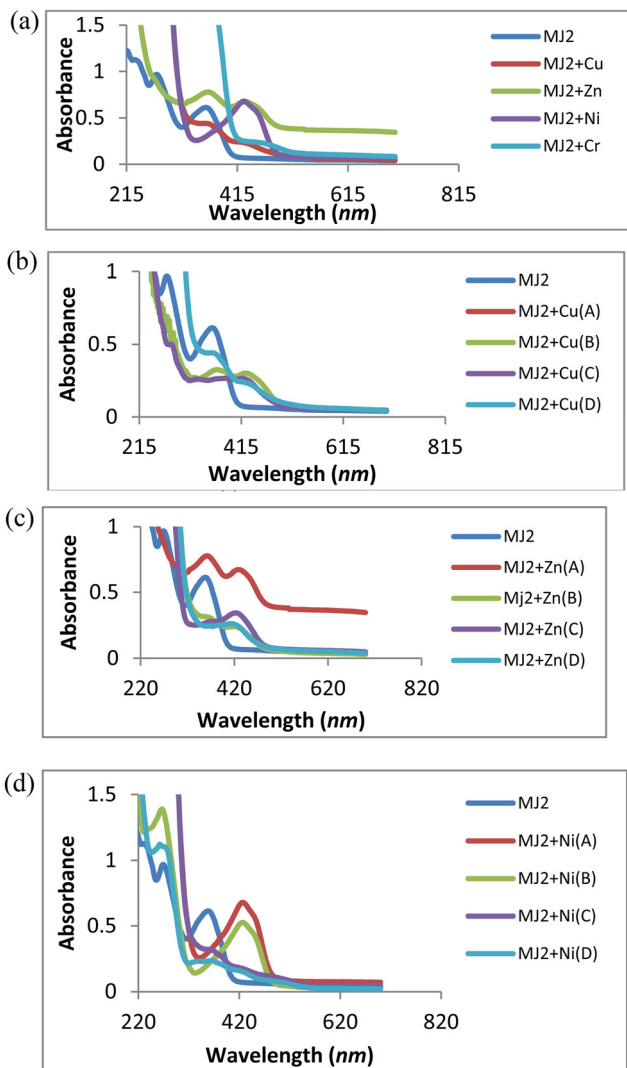 (a)
1.5
1
0.5
0
Absorbance
215 415 615 815
Wavelength (nm)
MJ2
MJ2+Cu
MJ2+Zn
MJ2+Ni
MJ2+Cr
(b)
1
0.5
0
Absorbance
215 415 615 815
Wavelength (nm)
MJ2
MJ2+Cu(A)
MJ2+Cu(B)
MJ2+Cu(C)
MJ2+Cu(D)
(c)
1
0.5
0
Absorbance
220 420 620 820
Wavelength (nm)
MJ2
MJ2+Zn(A)
Mj2+Zn(B)
MJ2+Zn(C)
MJ2+Zn(D)
(d)
1.5
1
0.5
0
Absorbance
220 420 620 820
Wavelength (nm)
MJ2
MJ2+Ni(A)
MJ2+Ni(B)
MJ2+Ni(C)
MJ2+Ni(D)